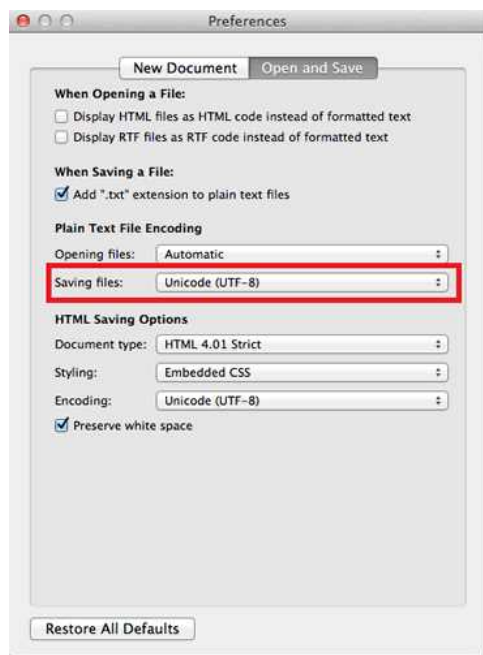 Preferences
New Document Open and Save
When Opening a File:
Display HTML files as HTML code instead of formatted text
Display RTF files as RTF code instead of formatted text
When Saving a File:
Add ".txt" extension to plain text files
Plain Text File Encoding
Opening files: Automatic
Saving files: Unicode (UTF-8)
HTML Saving Options
Document type: HTML 4.01 Strict
Styling: Embedded CSS
Encoding: Unicode (UTF-8)
Preserve white space
Restore All Defaults